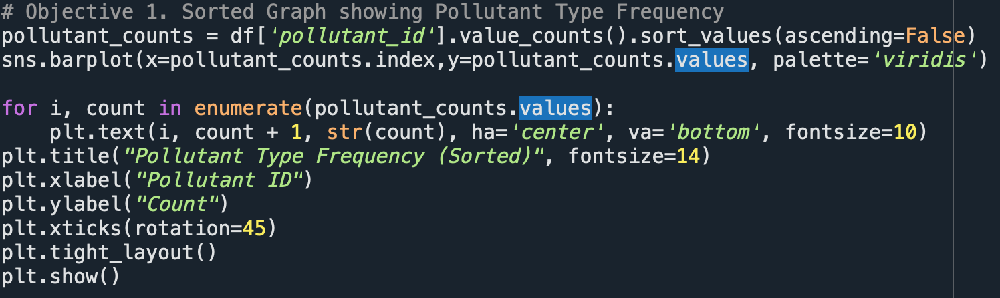 # Objective 1. Sorted Graph showing Pollutant Type Frequency
pollutant_counts = df['pollutant_id'].value_counts().sort_values(ascending=False)
sns.barplot(x=pollutant_counts.index,y=pollutant_counts.values, palette='viridis')
for i, count in enumerate(pollutant_counts.values):
    plt.text(i, count + 1, str(count), ha='center', va='bottom', fontsize=10)
plt.title("Pollutant Type Frequency (Sorted)", fontsize=14)
plt.xlabel("Pollutant ID")
plt.ylabel("Count")
plt.xticks(rotation=45)
plt.tight_layout()
plt.show()